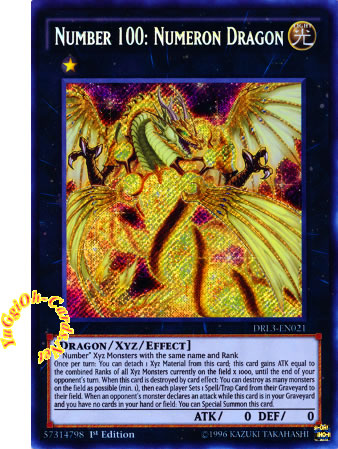 NUMBER 100: NUMERON DRAGON
光
DRL3-EN021
[DRAGON/XYZ/EFFECT]
"Number" Xyz Monsters with the same name and Rank
Once per turn: You can detach 1 Xyz Material from this card; this card gains ATK equal
to the combined Ranks of all Xyz Monsters currently on the field x 1000, until the end of your
opponent's turn. When this card is destroyed by card effect: You can destroy as many monsters
on the field as possible (min. 1), then each player Sets 1 Spell/Trap Card from their Graveyard to
their field. When an opponent's monster declares an attack while this card is in your Graveyard
and you have no cards in your hand or field: You can Special Summon this card.
ATK/ 0 DEF/ 0
57314798 1st Edition ©1996 KAZUKI TAKAHASHI